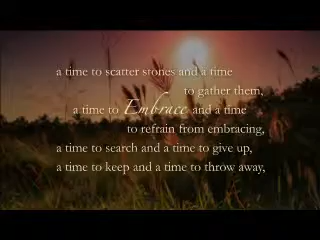 a time to scatter stones and a time
to gather them,
a time to Embrace and a time
to refrain from embracing,
a time to search and a time to give up,
a time to keep and a time to throw away,